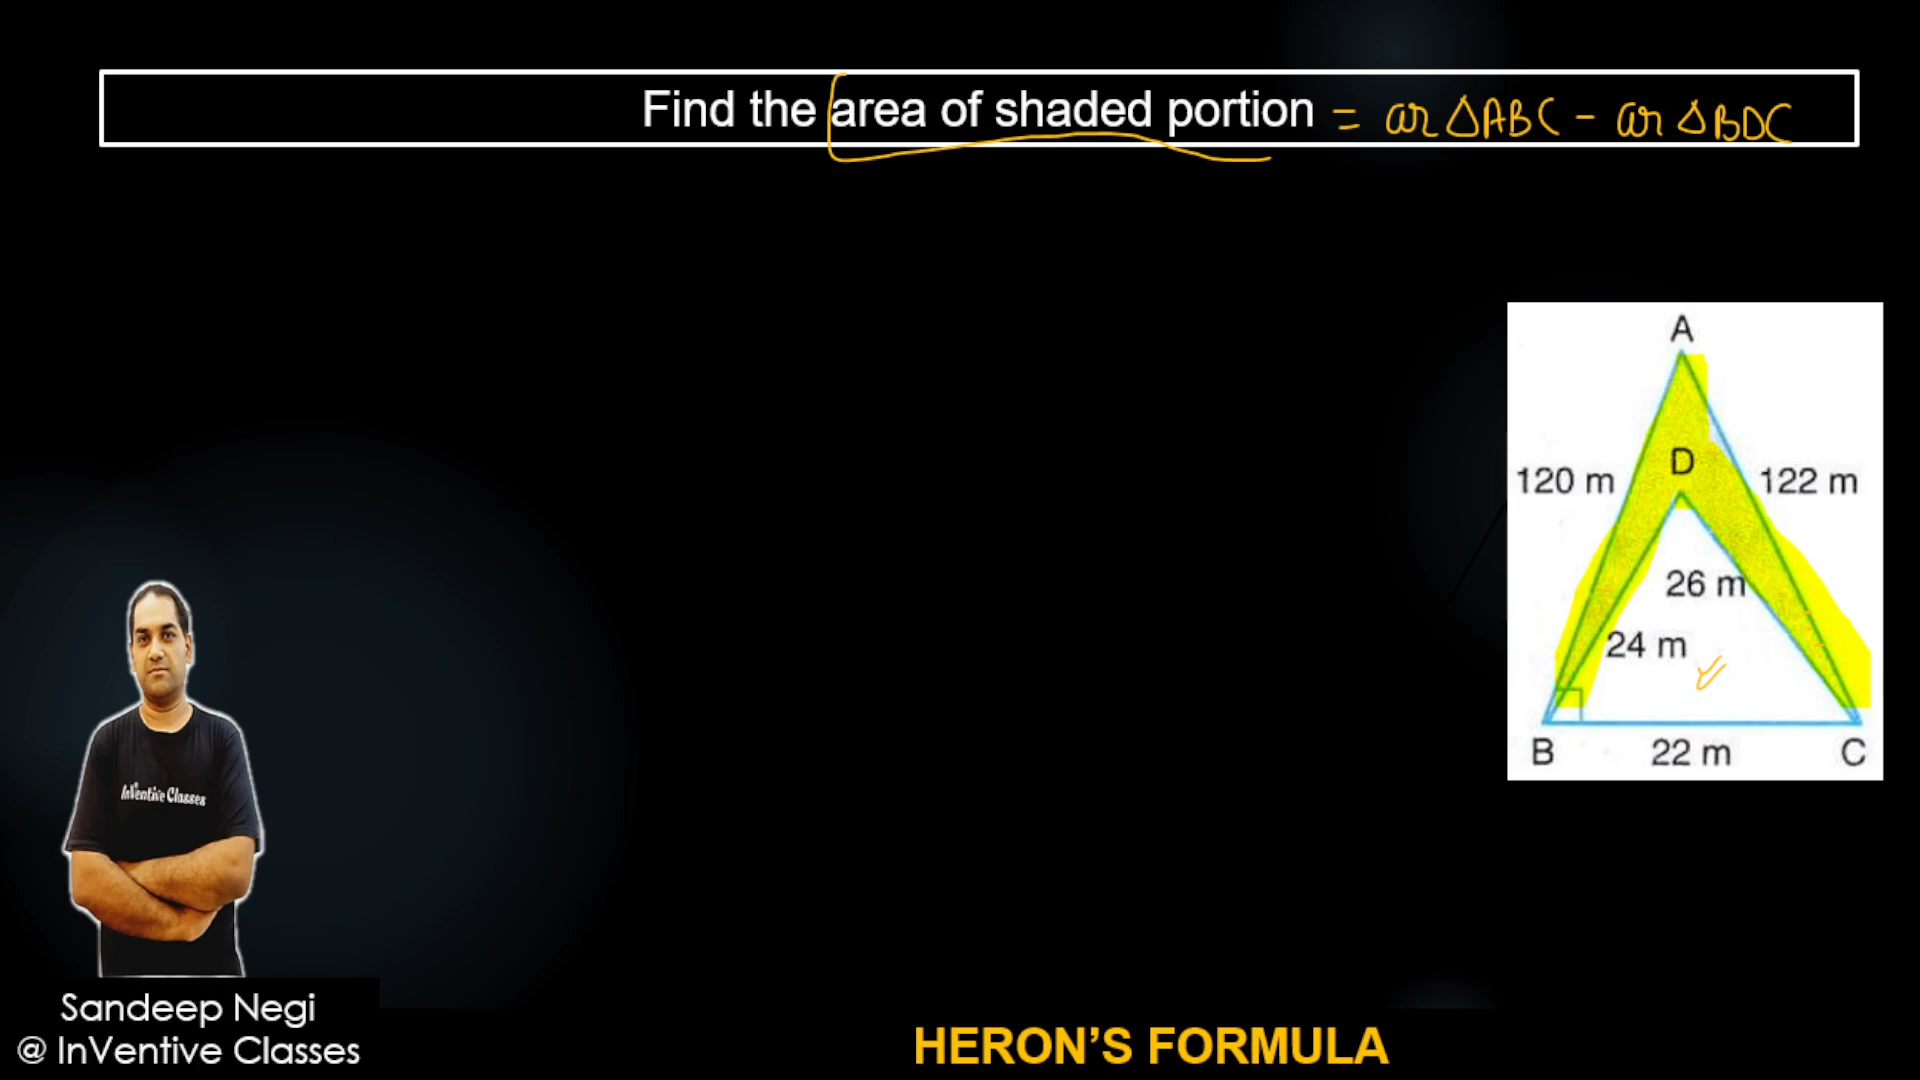 Find the area of shaded portion = ar △ABC - ar △BDC
A
D
120 m
122 m
26 m
24 m
B
22 m
C
InVentive Classes
Sandeep Negi
@ InVentive Classes
HERON’S FORMULA